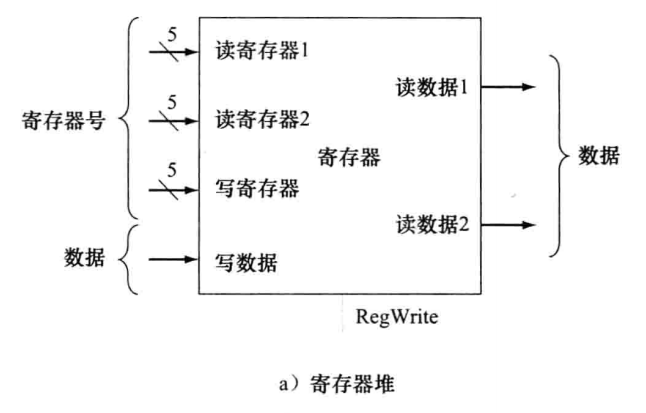 5
读寄存器1
读数据1
5
寄存器号
读寄存器2
寄存器
数据
5
写寄存器
读数据2
数据
写数据
RegWrite
a）寄存器堆